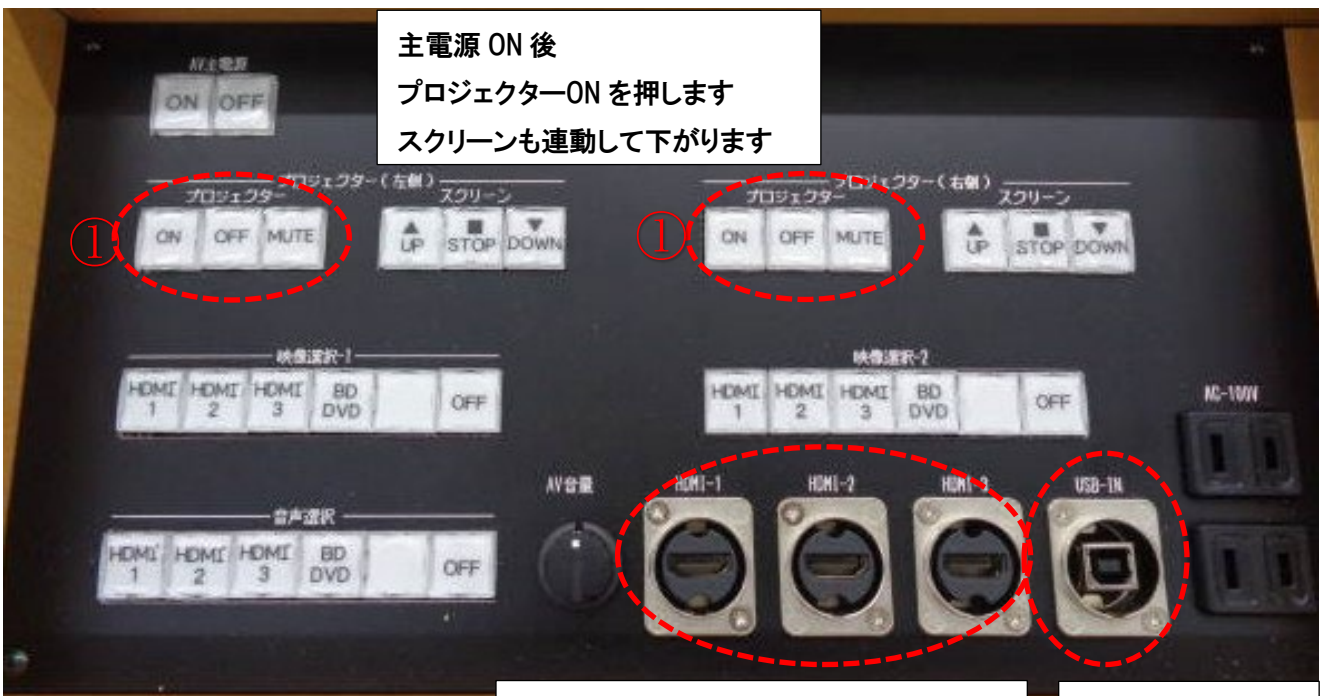 主電源 ON 後
プロジェクターON を押します
スクリーンも連動して下がります
AV主電源
ON OFF
プロジェクター(左側)
プロジェクター スクリーン
① ON OFF MUTE ▲ UP ■ STOP ▼ DOWN
プロジェクター(右側)
プロジェクター スクリーン
① ON OFF MUTE ▲ UP ■ STOP ▼ DOWN
映像選択-1
HDMI 1 HDMI 2 HDMI 3 BD DVD OFF
映像選択-2
HDMI 1 HDMI 2 HDMI 3 BD DVD OFF
AC-100V
AV音量
HDMI-1 HDMI-2 HDMI-3 USB-IN
音声選択
HDMI 1 HDMI 2 HDMI 3 BD DVD OFF